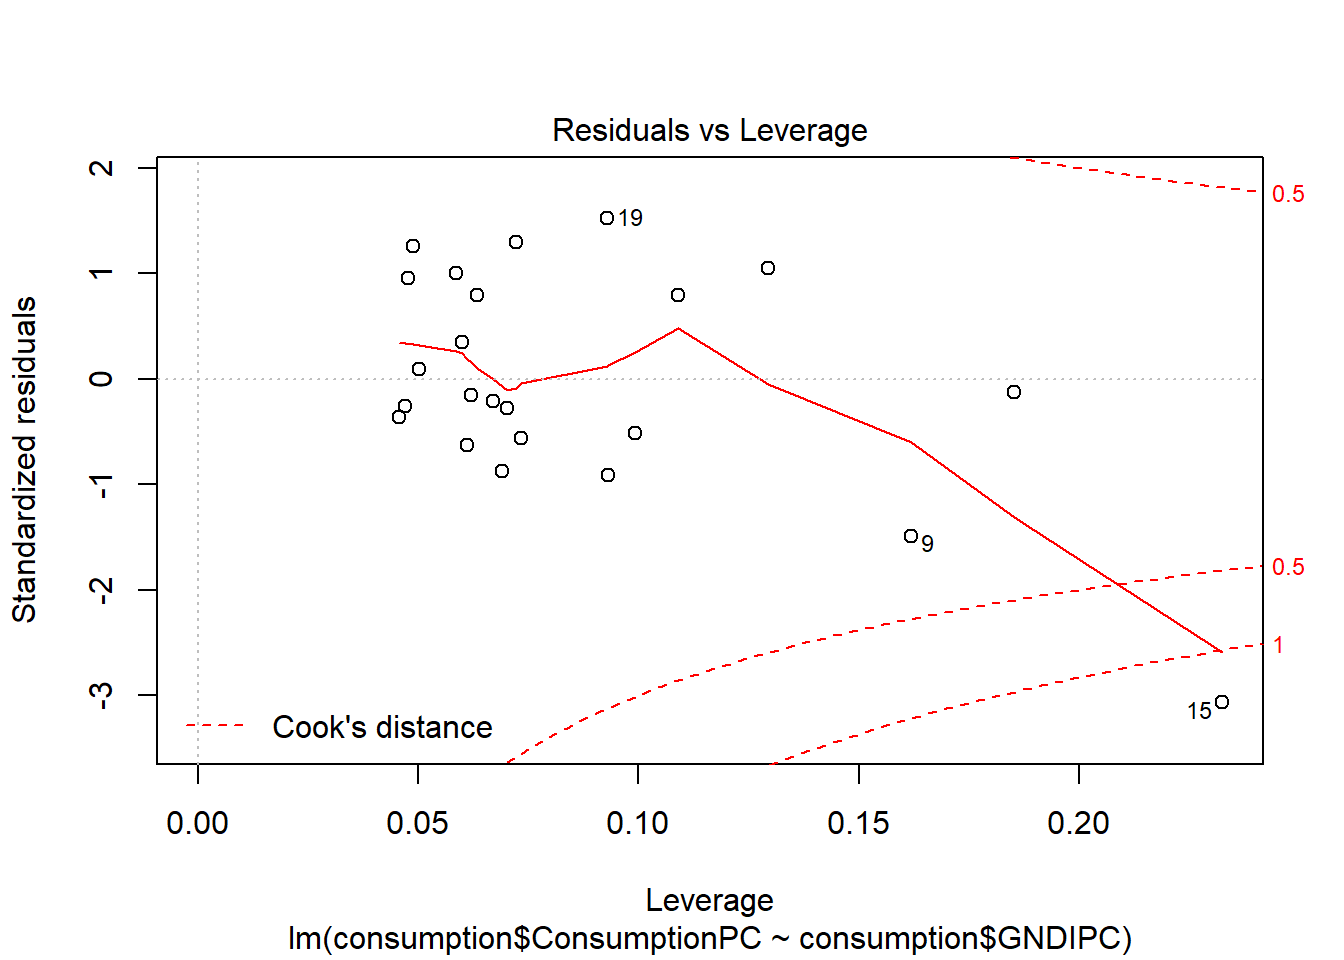 Residuals vs Leverage
Standardized residuals
2
1
0
-1
-2
-3
19
9
15
0.5
0.5
1
Cook's distance
0.00 0.05 0.10 0.15 0.20
Leverage
lm(consumption$ConsumptionPC ~ consumption$GNDIPC)